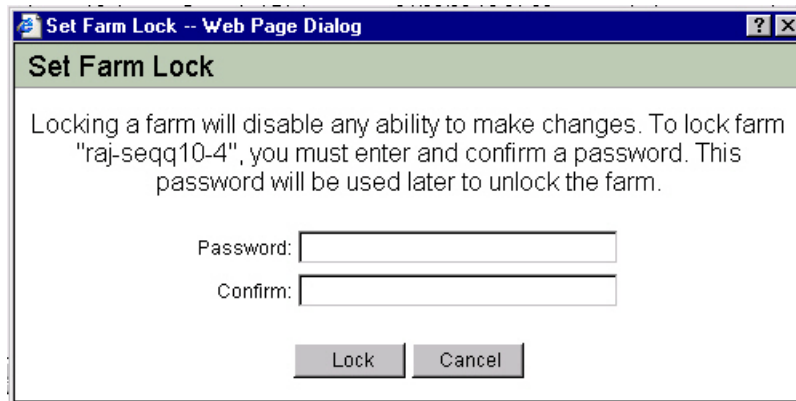 Set Farm Lock -- Web Page Dialog
Set Farm Lock
Locking a farm will disable any ability to make changes. To lock farm
"raj-seqq10-4", you must enter and confirm a password. This
password will be used later to unlock the farm.
Password:
Confirm:
Lock Cancel